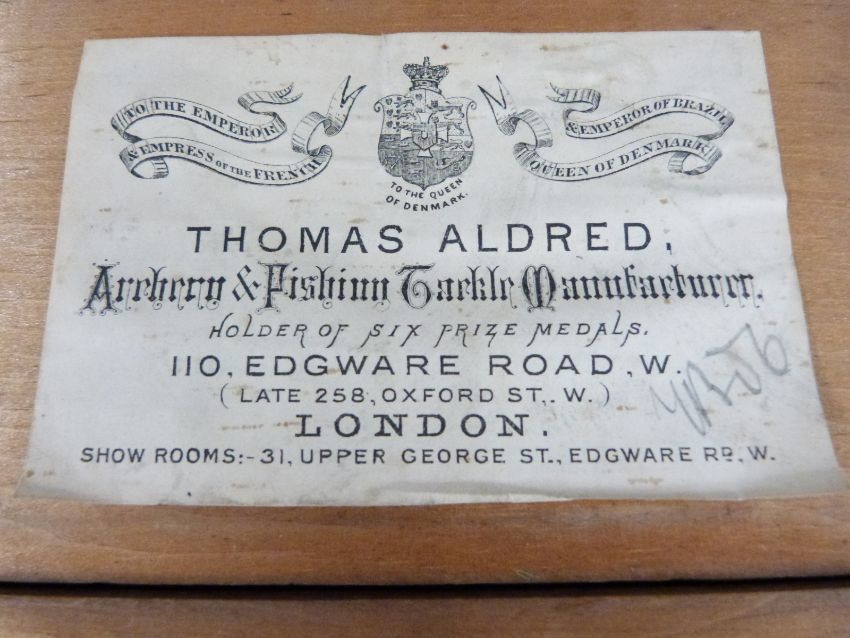 TO THE EMPEROR
& EMPRESS OF THE FRENCH
& EMPEROR OF BRAZIL
QUEEN OF DENMARK
TO THE QUEEN
OF DENMARK.
THOMAS ALDRED,
Archery & Fishing Tackle Manufacturer.
HOLDER OF SIX PRIZE MEDALS.
110, EDGWARE ROAD, W.
( LATE 258, OXFORD ST,. W. )
LONDON.
SHOW ROOMS:- 31, UPPER GEORGE ST., EDGWARE RD, W.